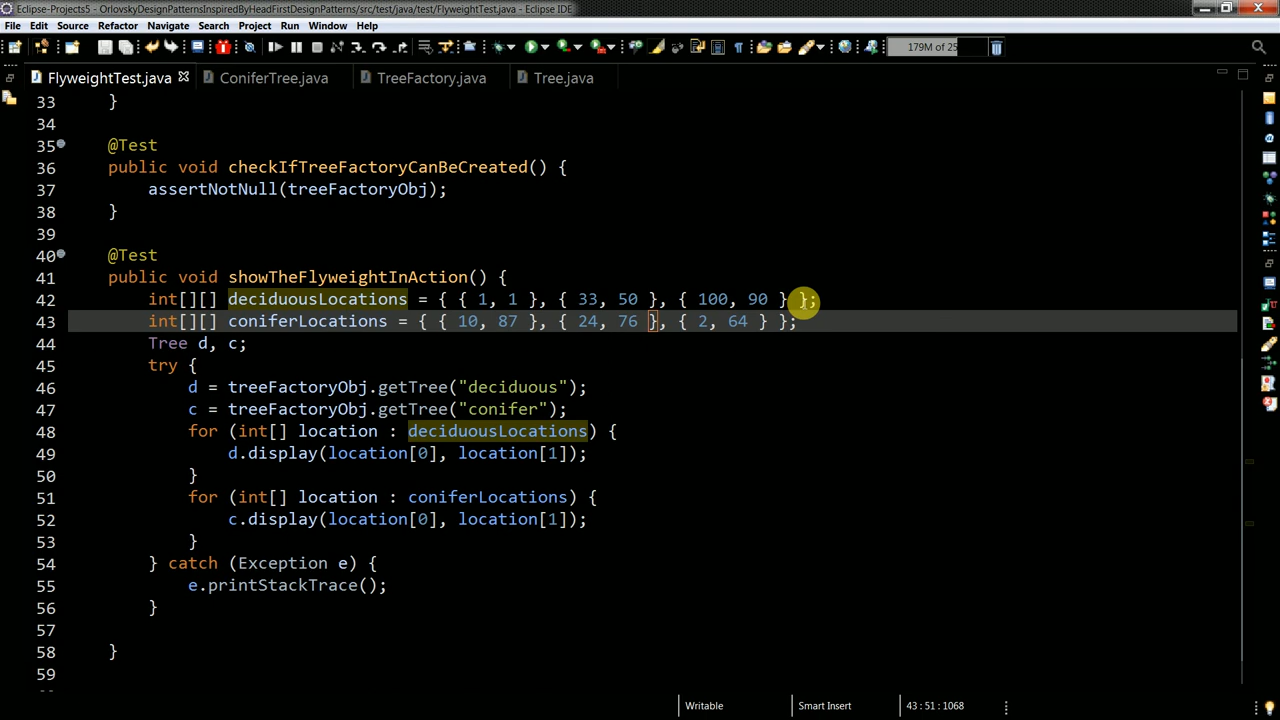 Eclipse-Projects5 - OrlovskyDesignPatternsInspiredByHeadFirstDesignPatterns/src/test/java/test/FlyweightTest.java - Eclipse IDE
File Edit Source Refactor Navigate Search Project Run Window Help
179M of 25
FlyweightTest.java ConiferTree.java TreeFactory.java Tree.java
33 }
34
35 @Test
36 public void checkIfTreeFactoryCanBeCreated() {
37 assertNotNull(treeFactoryObj);
38 }
39
40 @Test
41 public void showTheFlyweightInAction() {
42 int[][] deciduousLocations = { { 1, 1 }, { 33, 50 }, { 100, 90 } };
43 int[][] coniferLocations = { { 10, 87 }, { 24, 76 }, { 2, 64 } };
44 Tree d, c;
45 try {
46 d = treeFactoryObj.getTree("deciduous");
47 c = treeFactoryObj.getTree("conifer");
48 for (int[] location : deciduousLocations) {
49 d.display(location[0], location[1]);
50 }
51 for (int[] location : coniferLocations) {
52 c.display(location[0], location[1]);
53 }
54 } catch (Exception e) {
55 e.printStackTrace();
56 }
57
58 }
59
Writable Smart Insert 43 : 51 : 1068